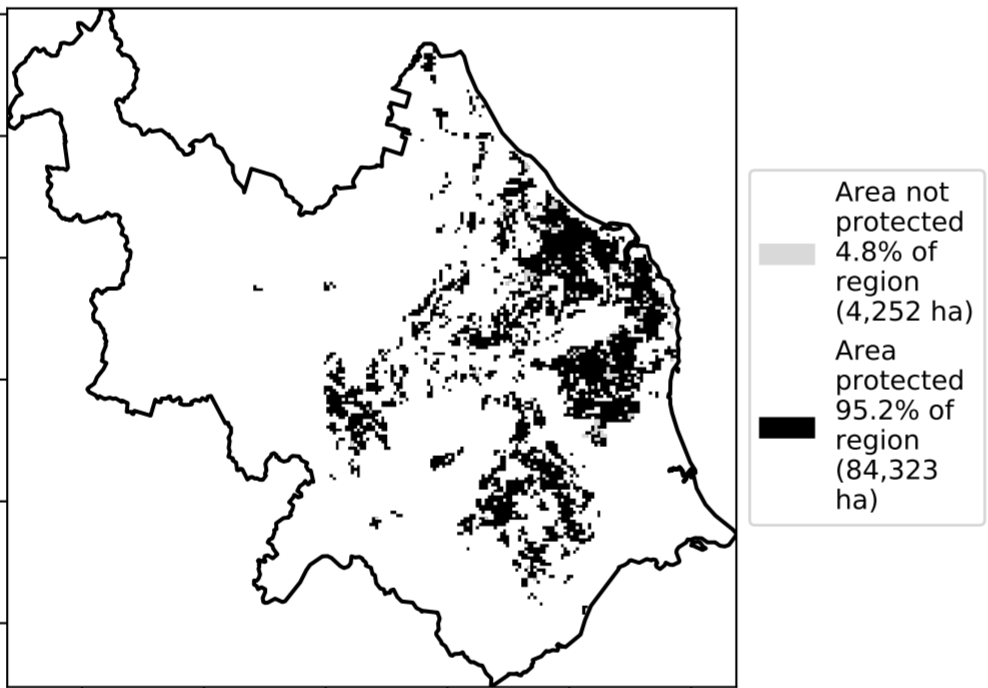 Area not
protected
4.8% of
region
(4,252 ha)
Area
protected
95.2% of
region
(84,323
ha)